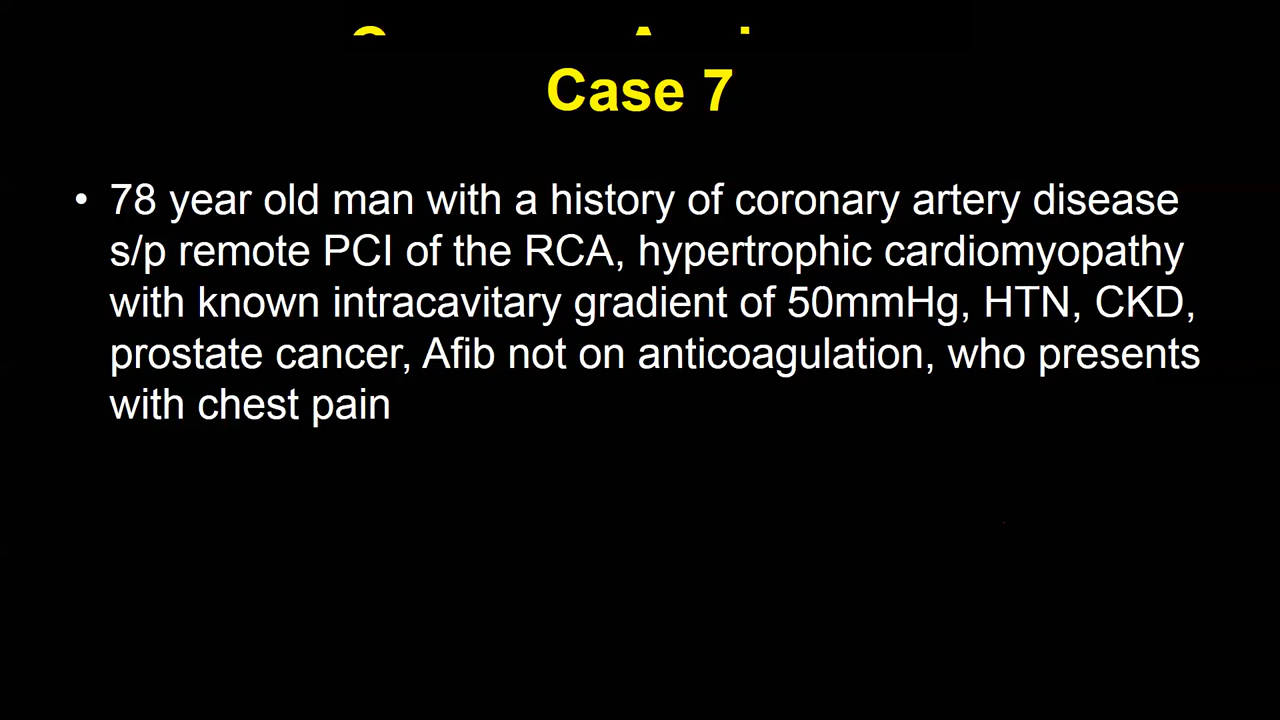 Case 7
• 78 year old man with a history of coronary artery disease
s/p remote PCI of the RCA, hypertrophic cardiomyopathy
with known intracavitary gradient of 50mmHg, HTN, CKD,
prostate cancer, Afib not on anticoagulation, who presents
with chest pain